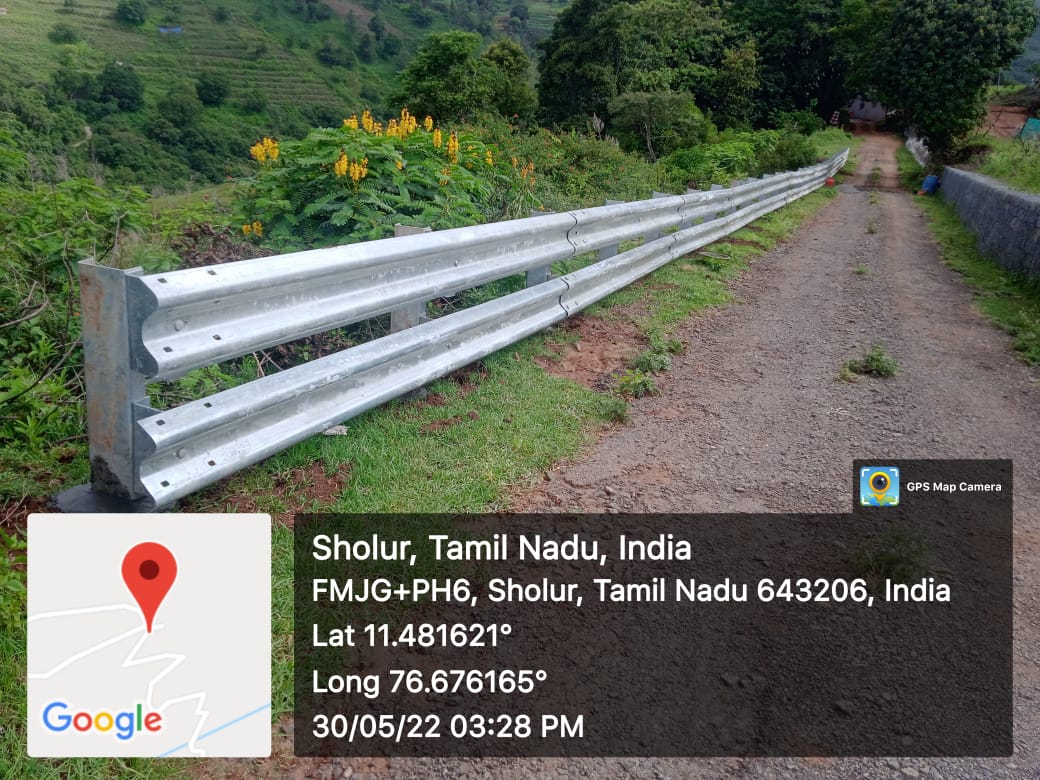 GPS Map Camera
Sholur, Tamil Nadu, India
FMJG+PH6, Sholur, Tamil Nadu 643206, India
Lat 11.481621°
Long 76.676165°
30/05/22 03:28 PM
Google